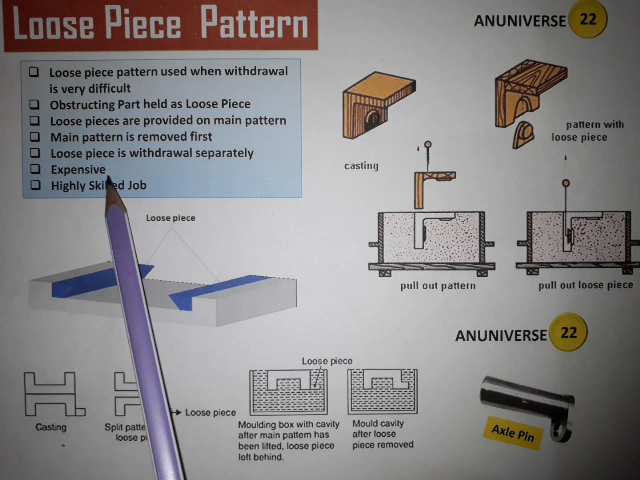 Loose Piece Pattern
ANUNIVERSE 22
Loose piece pattern used when withdrawal
is very difficult
Obstructing Part held as Loose Piece
Loose pieces are provided on main pattern
Main pattern is removed first
Loose piece is withdrawal separately
Expensive
Highly Job
casting
pattern with
loose piece
pull out pattern
pull out loose piece
Loose piece
ANUNIVERSE 22
Loose piece
Loose piece
Casting
Split
loose
Moulding box with cavity
after main pattern has
been lifted, loose piece
left behind.
Mould cavity
after loose
piece removed
Axle Pin